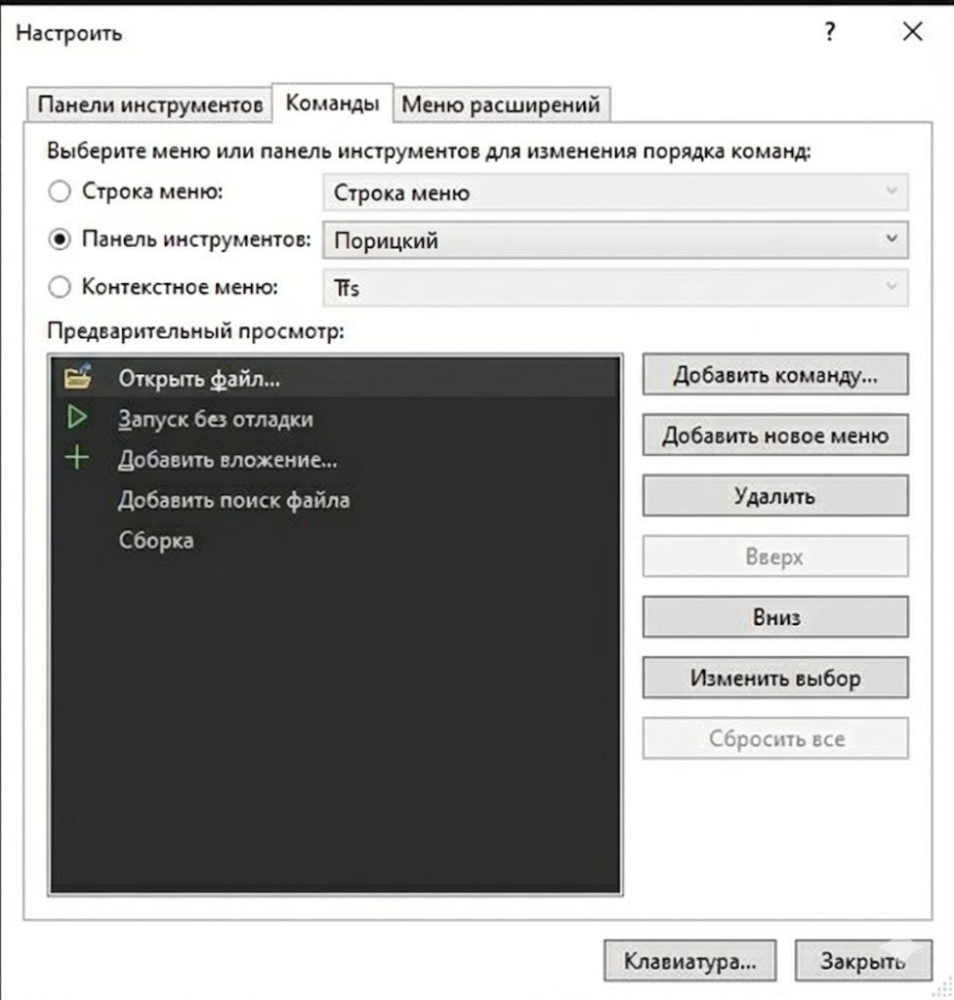 Настроить ?
Панели инструментов Команды Меню расширений
Выберите меню или панель инструментов для изменения порядка команд:
Строка меню: Строка меню
Панель инструментов: Порицкий
Контекстное меню: Tfs
Предварительный просмотр:
Открыть файл...
Запуск без отладки
Добавить вложение...
Добавить поиск файла
Сборка
Добавить команду...
Добавить новое меню
Удалить
Вверх
Вниз
Изменить выбор
Сбросить все
Клавиатура... Закрыть